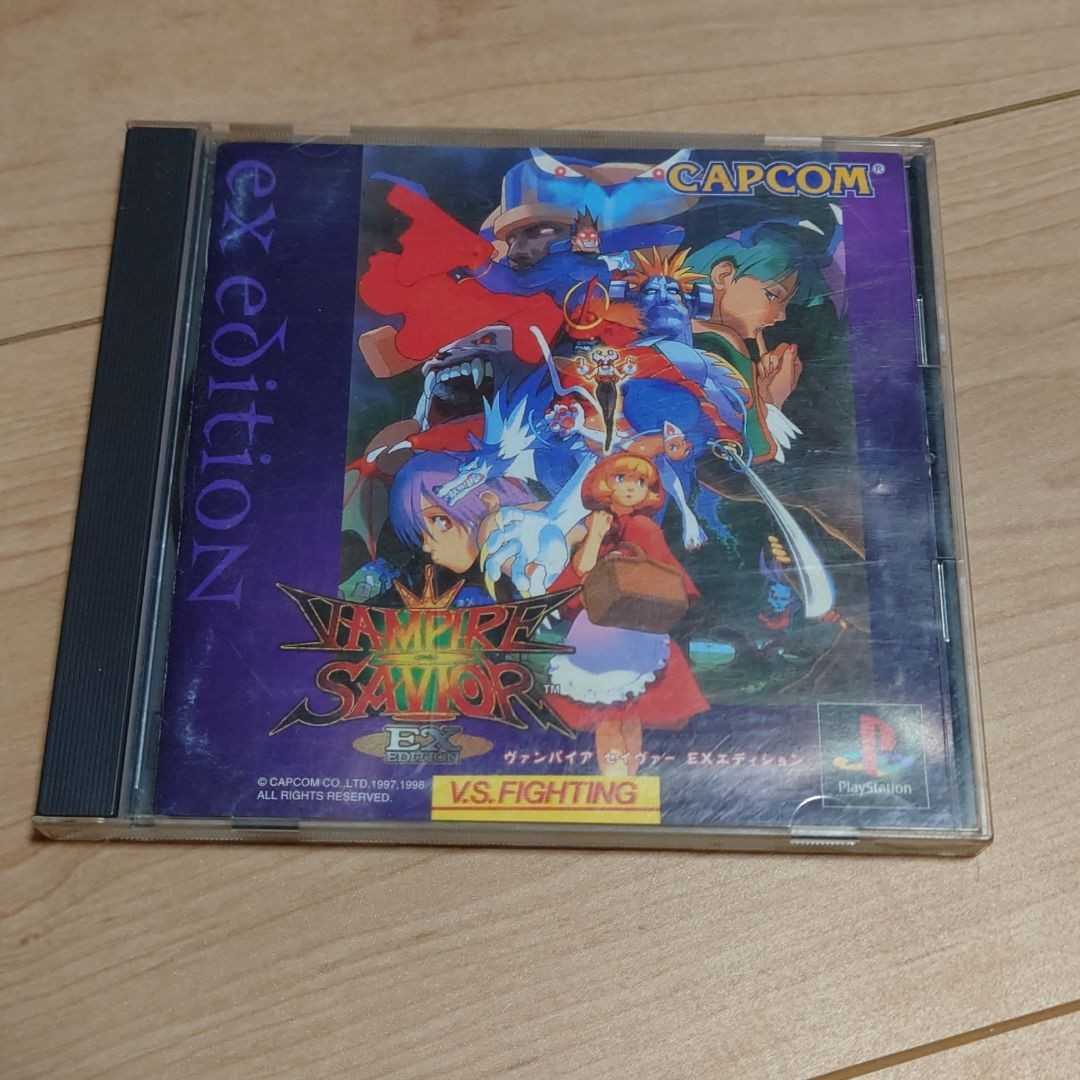 CAPCOM®
ex edition
VAMPIRE
SAVIOR™
EX
EDITION
ヴァンパイア セイヴァー EXエディション
© CAPCOM CO.,LTD.1997,1998
ALL RIGHTS RESERVED.
V.S. FIGHTING
PlayStation